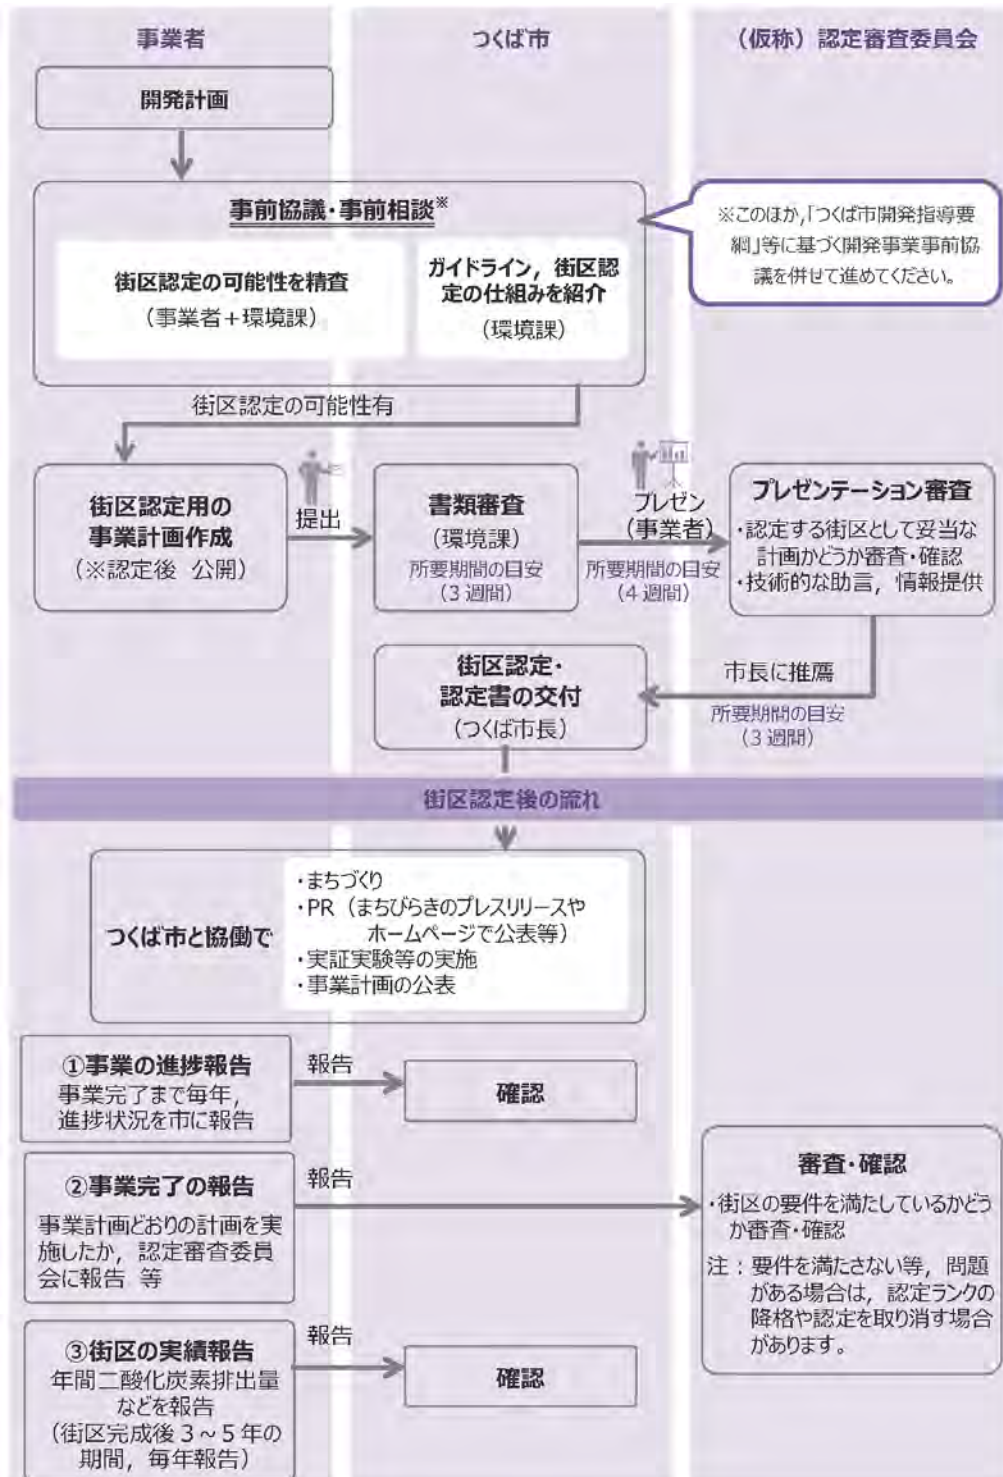 事業者
つくば市
(仮称)認定審査委員会
開発計画
事前協議・事前相談※
街区認定の可能性を精査
(事業者+環境課)
ガイドライン,街区認
定の仕組みを紹介
(環境課)
※このほか,「つくば市開発指導要
綱」等に基づく開発事業事前協
議を併せて進めてください。
街区認定の可能性有
街区認定用の
事業計画作成
(※認定後 公開)
提出
書類審査
(環境課)
所要期間の目安
(3週間)
プレゼン
(事業者)
所要期間の目安
(4週間)
プレゼンテーション審査
・認定する街区として妥当な
計画かどうか審査・確認
・技術的な助言,情報提供
市長に推薦
所要期間の目安
(3週間)
街区認定・
認定書の交付
(つくば市長)
街区認定後の流れ
つくば市と協働で
・まちづくり
・PR(まちびらきのプレスリリースや
ホームページで公表等)
・実証実験等の実施
・事業計画の公表
①事業の進捗報告
事業完了まで毎年,
進捗状況を市に報告
報告
確認
②事業完了の報告
事業計画どおりの計画を実
施したか,認定審査委員
会に報告 等
報告
審査・確認
・街区の要件を満たしているかどう
か審査・確認
注:要件を満たさない等,問題
がある場合は,認定ランクの
降格や認定を取り消す場合
があります。
③街区の実績報告
年間二酸化炭素排出量
などを報告
(街区完成後3~5年の
期間,毎年報告)
報告
確認